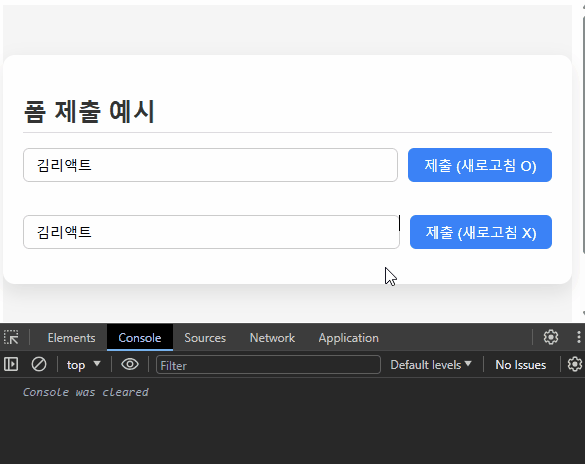 폼 제출 예시
김리액트 제출 (새로고침 O)
김리액트 제출 (새로고침 X)
Elements Console Sources Network Application
top Filter Default levels No Issues
Console was cleared